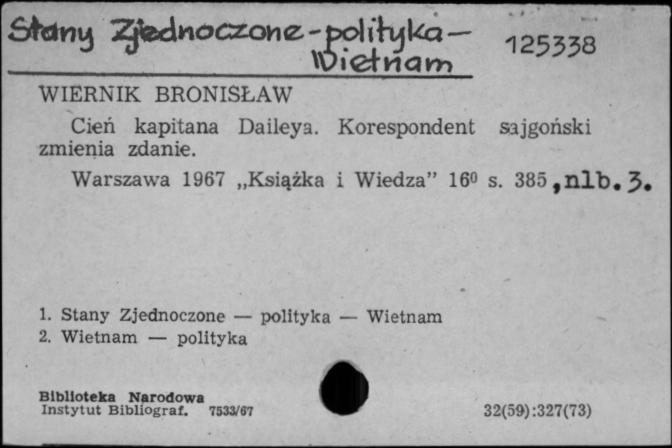 Stany Zjednoczone - polityka -
Wietnam
125338
WIERNIK BRONISŁAW
Cień kapitana Daileya. Korespondent sajgoński
zmienia zdanie.
Warszawa 1967 „Książka i Wiedza” 16⁰ s. 385, nlb. 3.
1. Stany Zjednoczone — polityka — Wietnam
2. Wietnam — polityka
Biblioteka Narodowa
Instytut Bibliograf. 7533/67
32(59):327(73)